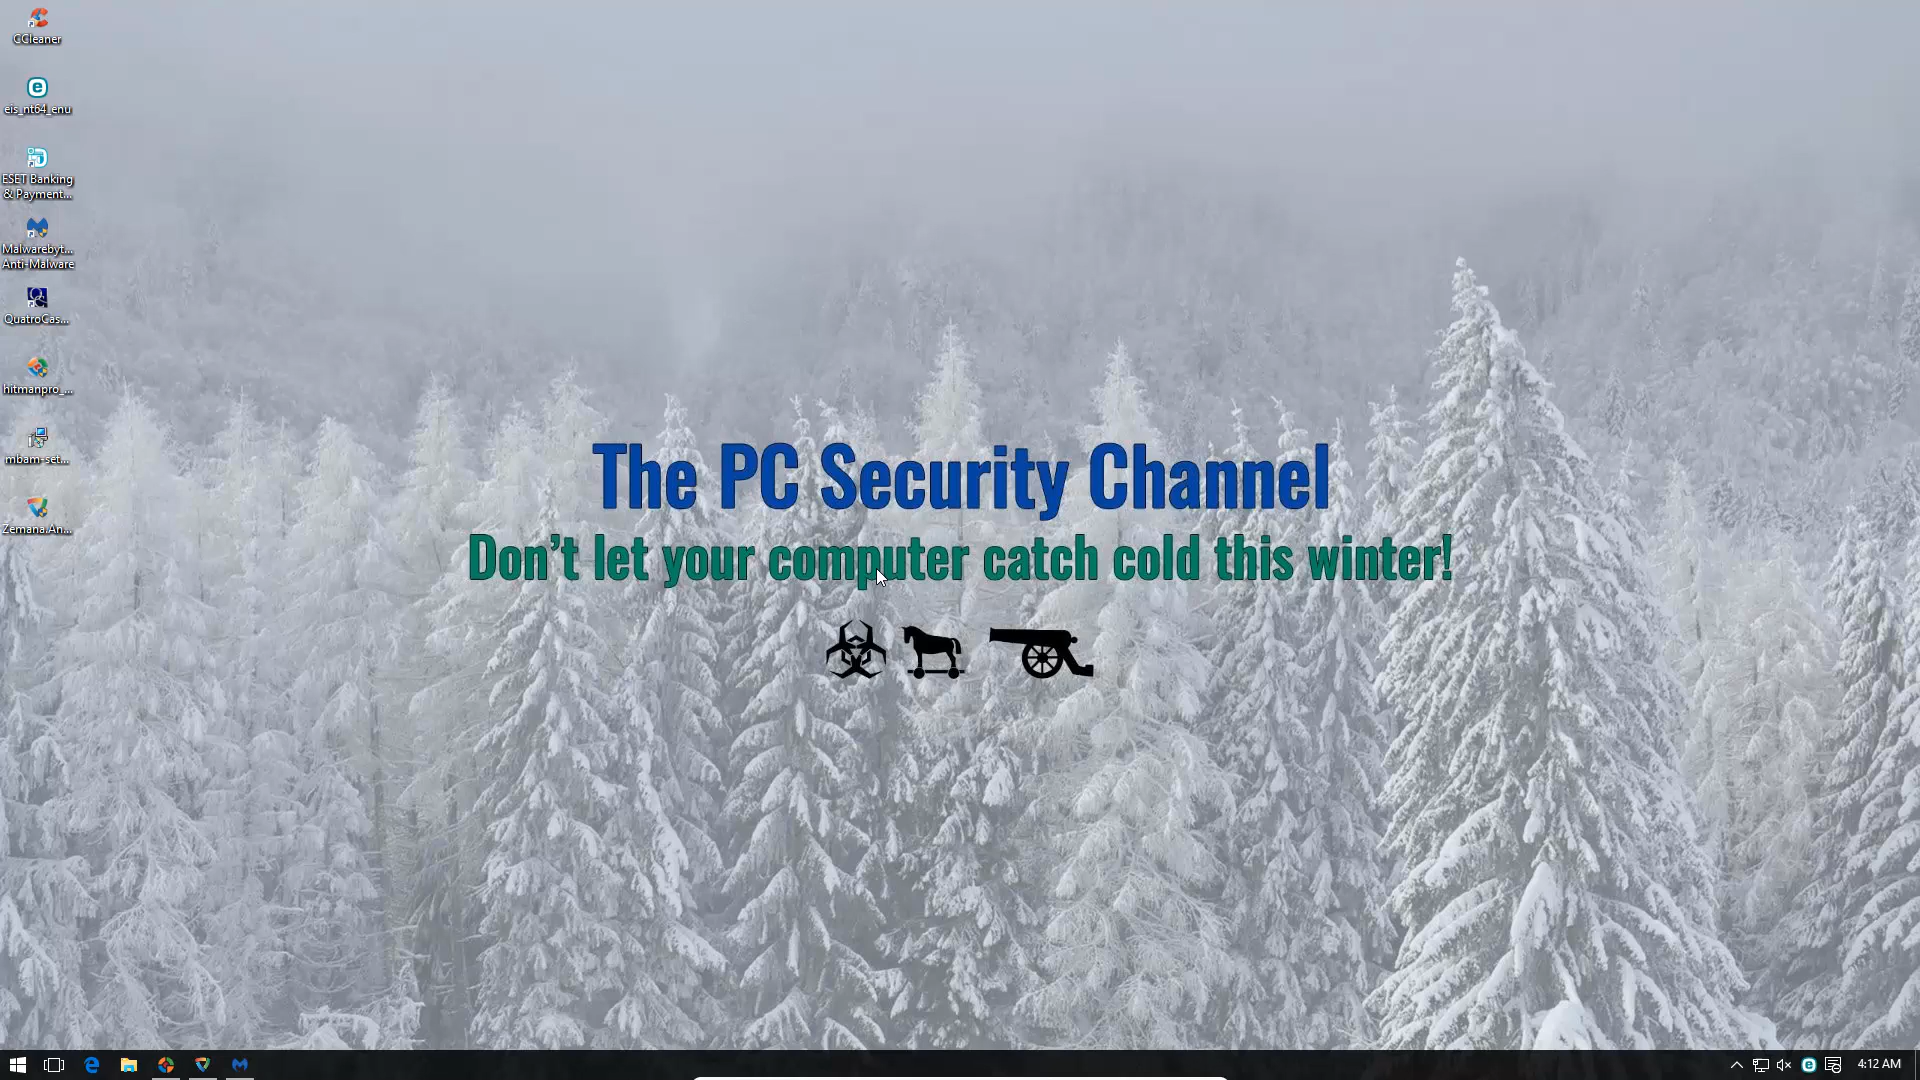 CCleaner
eis_nt64_enu
ESET Banking
& Payment...
Malwarebyt...
Anti-Malware
QuatroCas...
hitmanpro_...
mbam-set...
Zemana.An...
The PC Security Channel
Don’t let your computer catch cold this winter!
4:12 AM